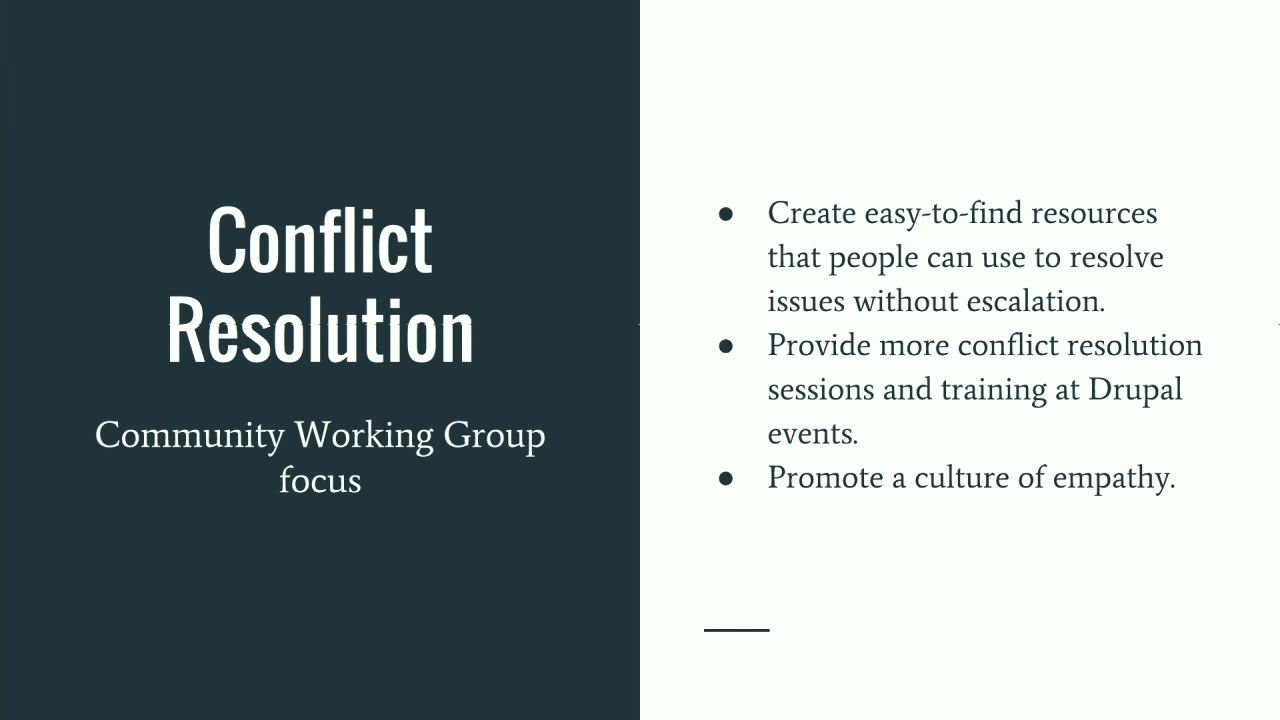 Conflict
Resolution
Community Working Group
focus
● Create easy-to-find resources
that people can use to resolve
issues without escalation.
● Provide more conflict resolution
sessions and training at Drupal
events.
● Promote a culture of empathy.